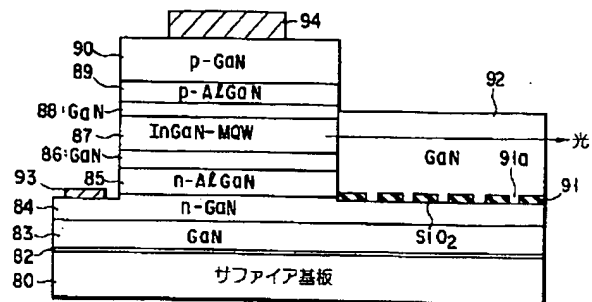 94
90
p-GaN
89
p-AlGaN
92
88:GaN
87
InGaN-MQW
光
86:GaN
GaN
91a
93
85
n-AlGaN
91
84
n-GaN
83
GaN
SiO₂
82
80
サファイア基板